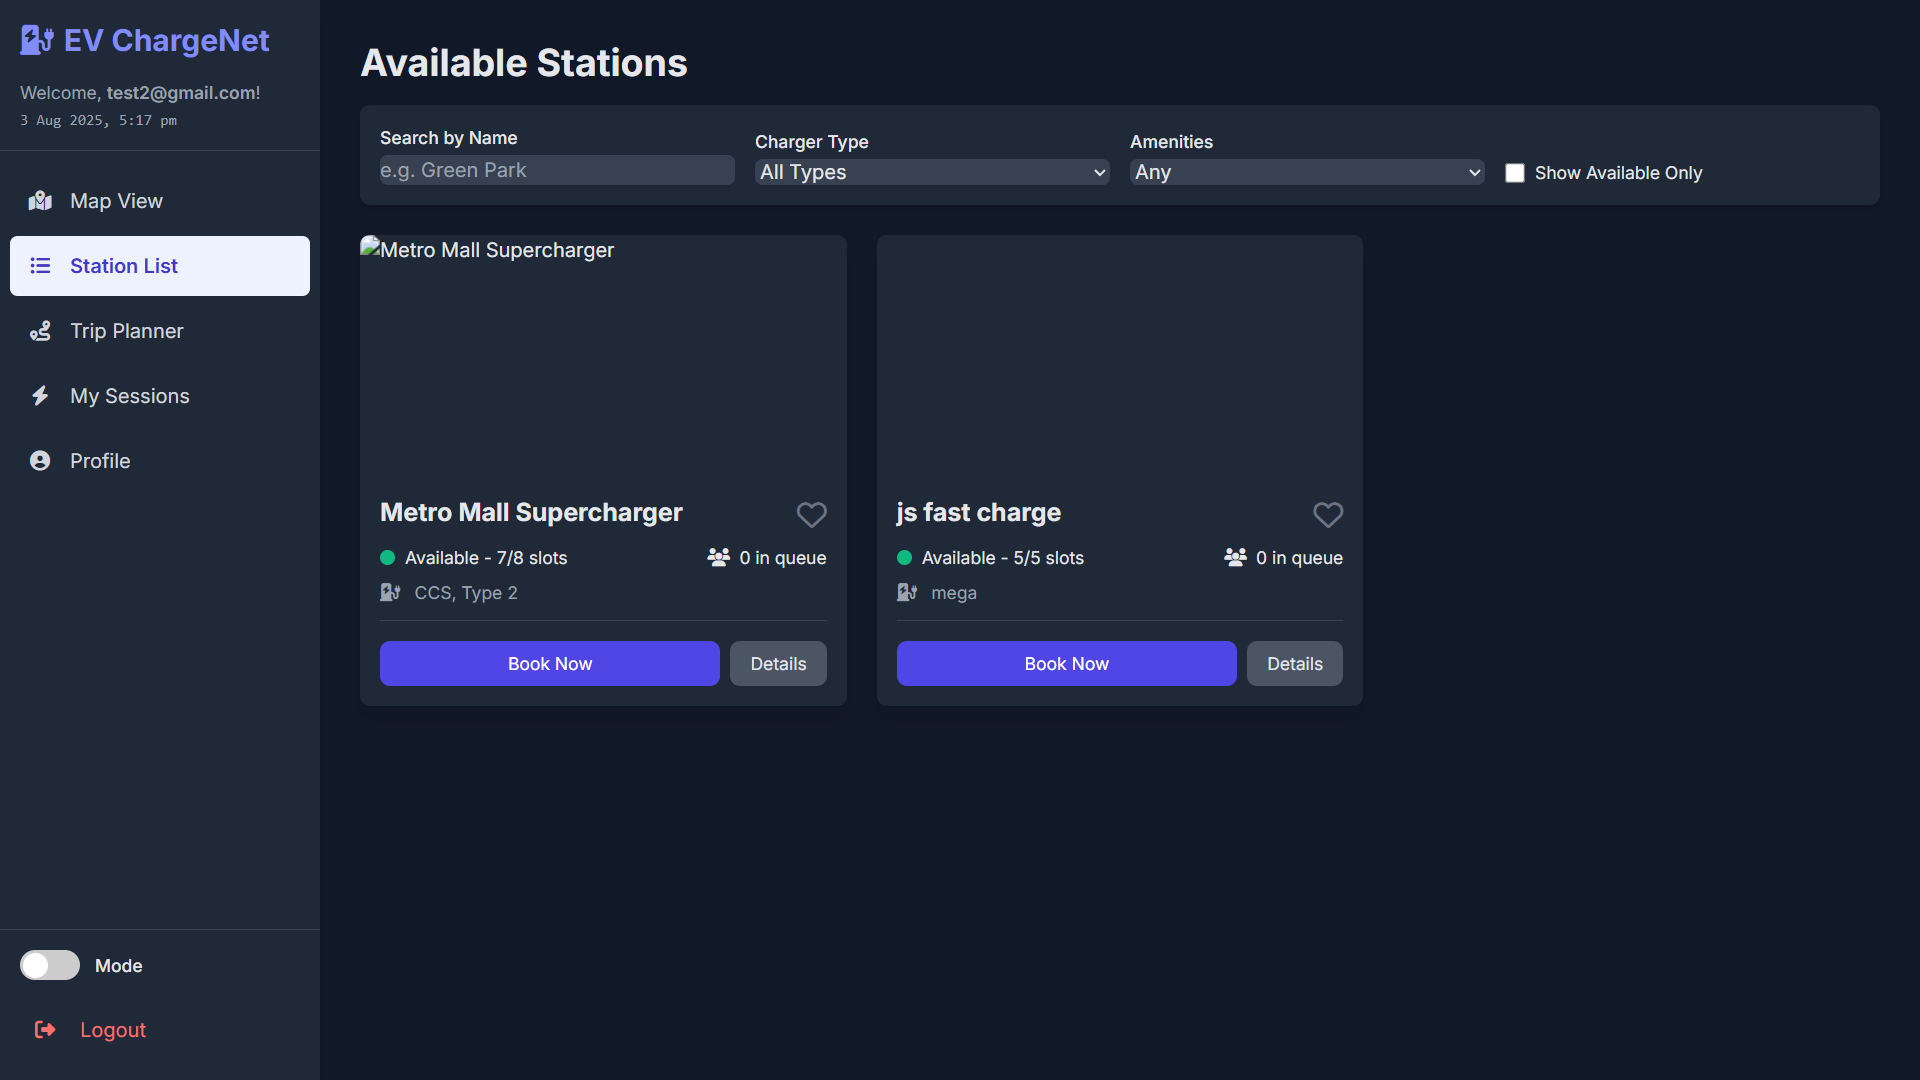 EV ChargeNet
Welcome, test2@gmail.com!
3 Aug 2025, 5:17 pm
Map View
Station List
Trip Planner
My Sessions
Profile
Mode
Logout
Available Stations
Search by Name
e.g. Green Park
Charger Type
All Types
Amenities
Any
Show Available Only
Metro Mall Supercharger
Metro Mall Supercharger
Available - 7/8 slots
0 in queue
CCS, Type 2
Book Now
Details
js fast charge
Available - 5/5 slots
0 in queue
mega
Book Now
Details